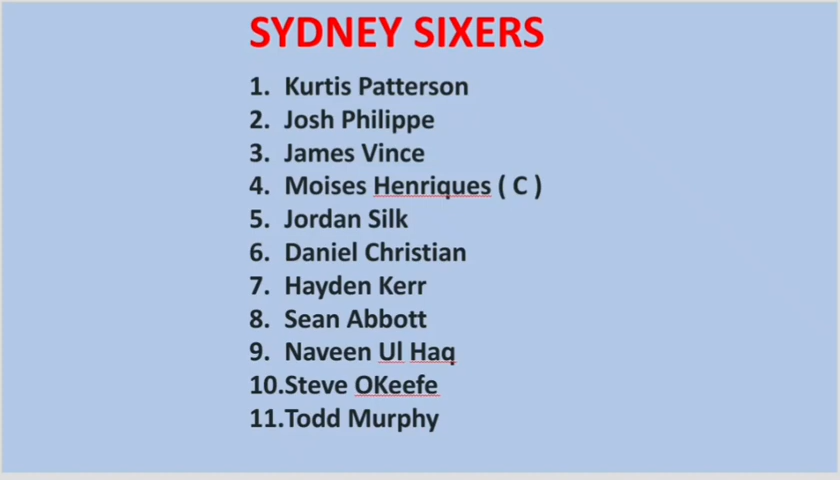 SYDNEY SIXERS
1. Kurtis Patterson
2. Josh Philippe
3. James Vince
4. Moises Henriques ( C )
5. Jordan Silk
6. Daniel Christian
7. Hayden Kerr
8. Sean Abbott
9. Naveen Ul Haq
10.Steve OKeefe
11.Todd Murphy